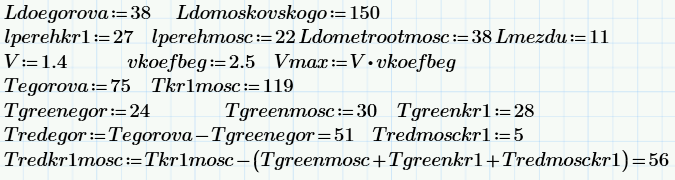 Ldoegorova:=38 Ldomoskovskogo:=150
lperehkr1:=27 lperehmosc:=22 Ldometrootmosc:=38 Lmezdu:=11
V:=1.4 vkoefbeg:=2.5 Vmax:=V·vkoefbeg
Tegorova:=75 Tkr1mosc:=119
Tgreenegor:=24 Tgreenmosc:=30 Tgreenkr1:=28
Tredegor:=Tegorova−Tgreenegor=51 Tredmosckr1:=5
Tredkr1mosc:=Tkr1mosc−(Tgreenmosc+Tgreenkr1+Tredmosckr1)=56